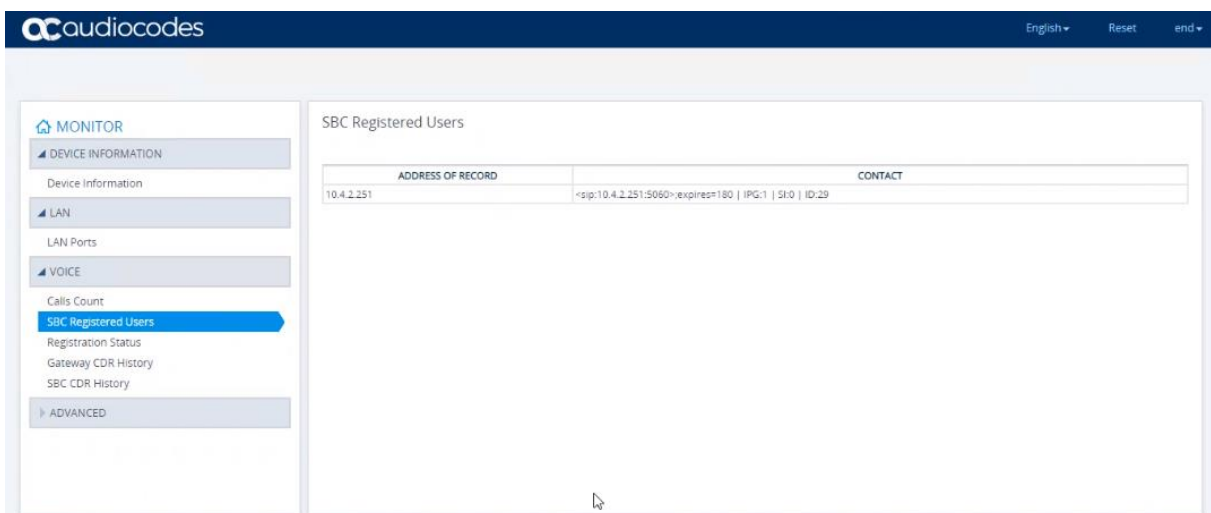 audiocodes
English
Reset
end
MONITOR
DEVICE INFORMATION
Device Information
LAN
LAN Ports
VOICE
Calls Count
SBC Registered Users
Registration Status
Gateway CDR History
SBC CDR History
ADVANCED
SBC Registered Users
ADDRESS OF RECORD CONTACT
10.4.2.251 <sip:10.4.2.251:5060>;expires=180 | IPG:1 | SI:0 | ID:29